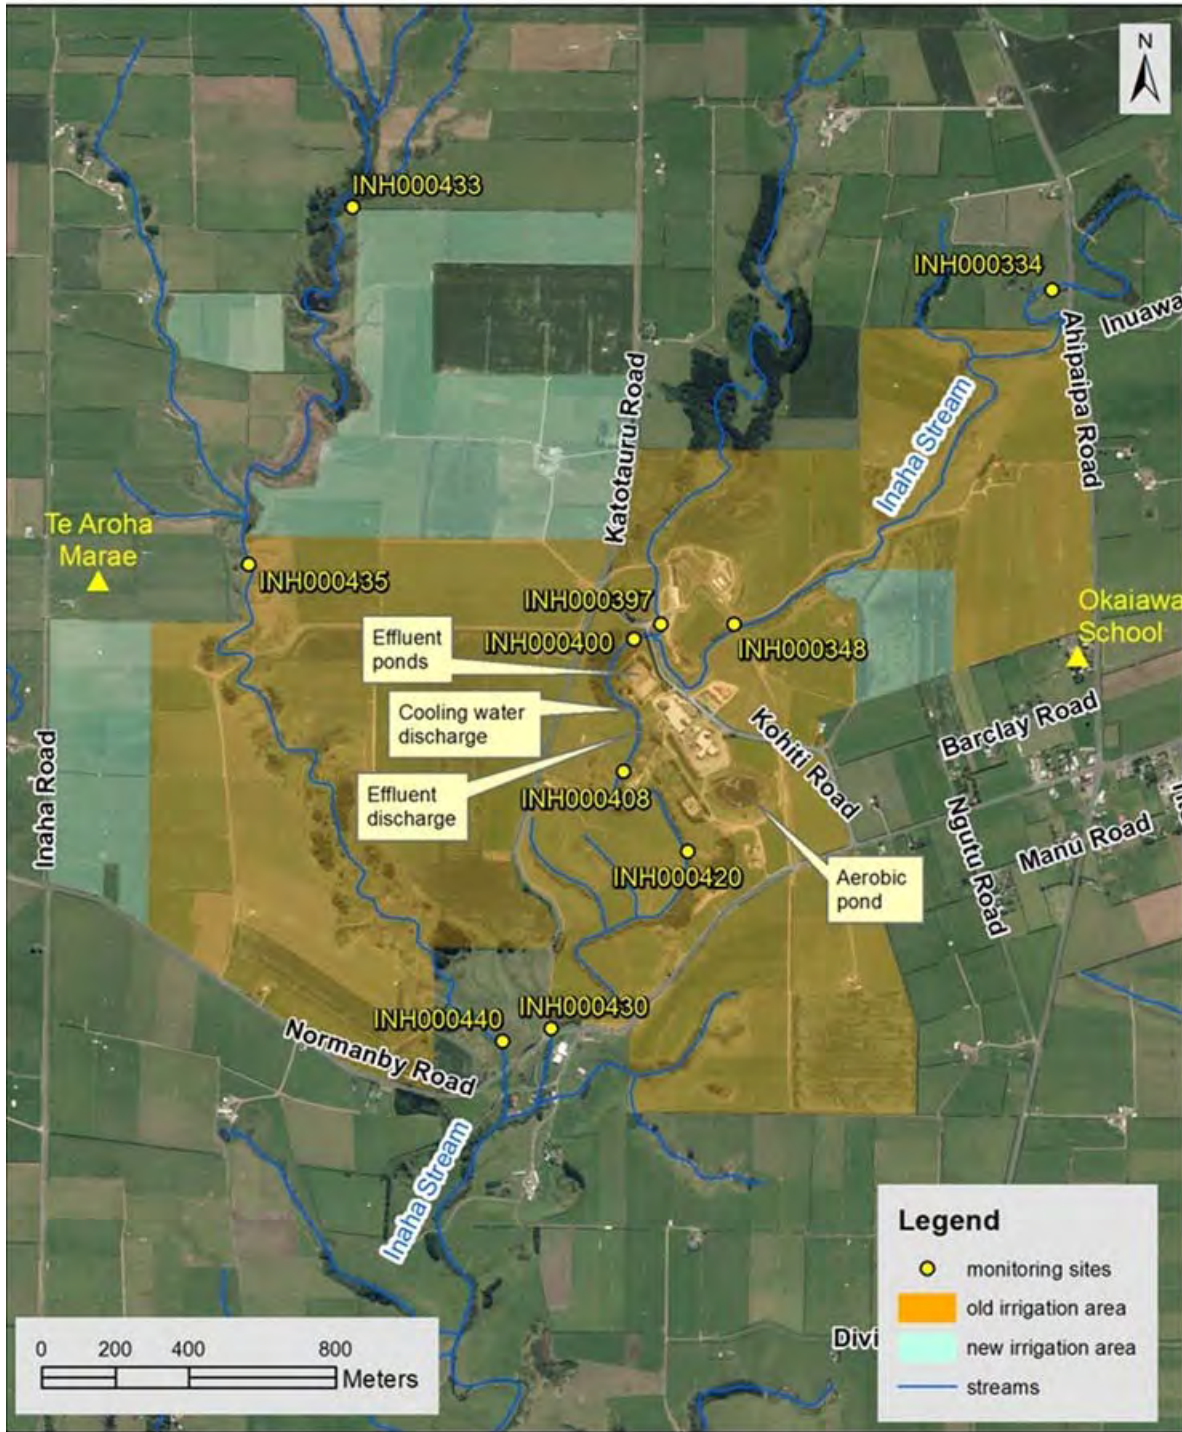 N
INH000433
INH000334
Ahipaipa Road
Katotauru Road
Inaha Stream
Te Aroha
Marae
INH000435
INH000397
INH000400
INH000348
Okaiawa
School
Effluent
ponds
Cooling water
discharge
Effluent
discharge
Kohiti Road
Barclay Road
Inaha Road
INH000408
Ngutu Road
Manu Road
INH000420
Aerobic
pond
INH000440
INH000430
Normanby Road
Inaha Stream
Legend
monitoring sites
old irrigation area
new irrigation area
streams
0 200 400 800
Meters